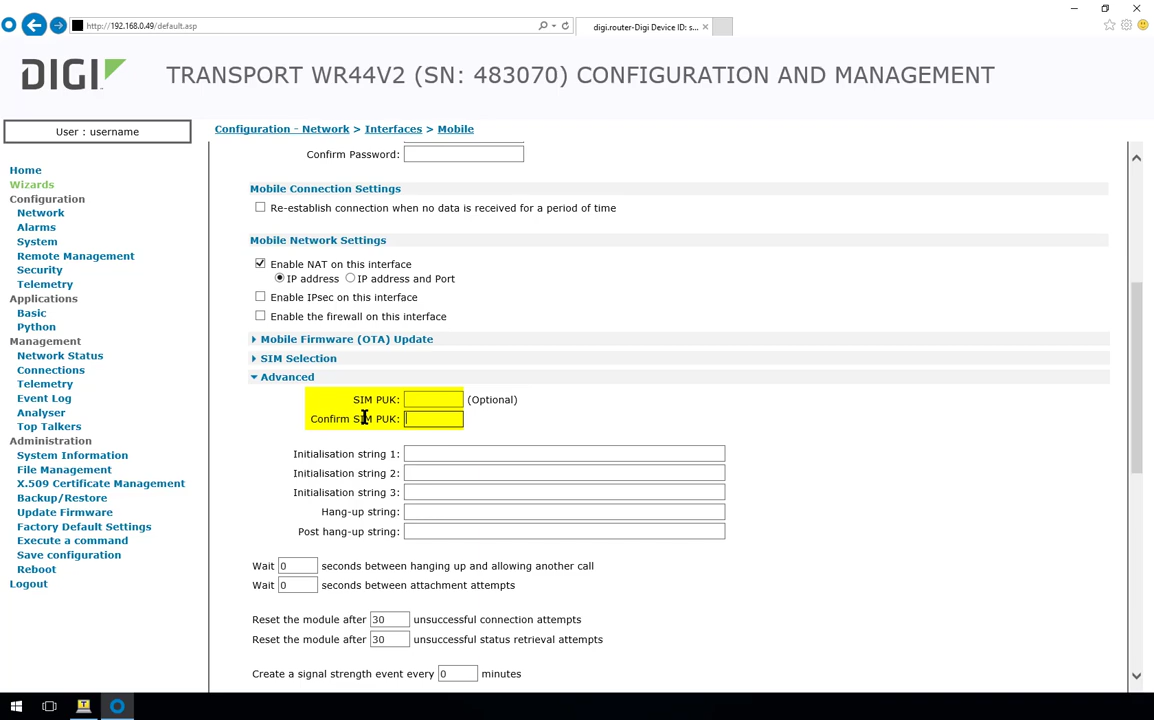 http://192.168.0.49/default.asp
digi.router-Digi Device ID: s...
DIGI
TRANSPORT WR44V2 (SN: 483070) CONFIGURATION AND MANAGEMENT
User : username
Configuration - Network > Interfaces > Mobile
Home
Wizards
Configuration
Network
Alarms
System
Remote Management
Security
Telemetry
Applications
Basic
Python
Management
Network Status
Connections
Telemetry
Event Log
Analyser
Top Talkers
Administration
System Information
File Management
X.509 Certificate Management
Backup/Restore
Update Firmware
Factory Default Settings
Execute a command
Save configuration
Reboot
Logout
Confirm Password:
Mobile Connection Settings
Re-establish connection when no data is received for a period of time
Mobile Network Settings
Enable NAT on this interface
IP address IP address and Port
Enable IPsec on this interface
Enable the firewall on this interface
Mobile Firmware (OTA) Update
SIM Selection
Advanced
SIM PUK: (Optional)
Confirm SIM PUK:
Initialisation string 1:
Initialisation string 2:
Initialisation string 3:
Hang-up string:
Post hang-up string:
Wait 0 seconds between hanging up and allowing another call
Wait 0 seconds between attachment attempts
Reset the module after 30 unsuccessful connection attempts
Reset the module after 30 unsuccessful status retrieval attempts
Create a signal strength event every 0 minutes